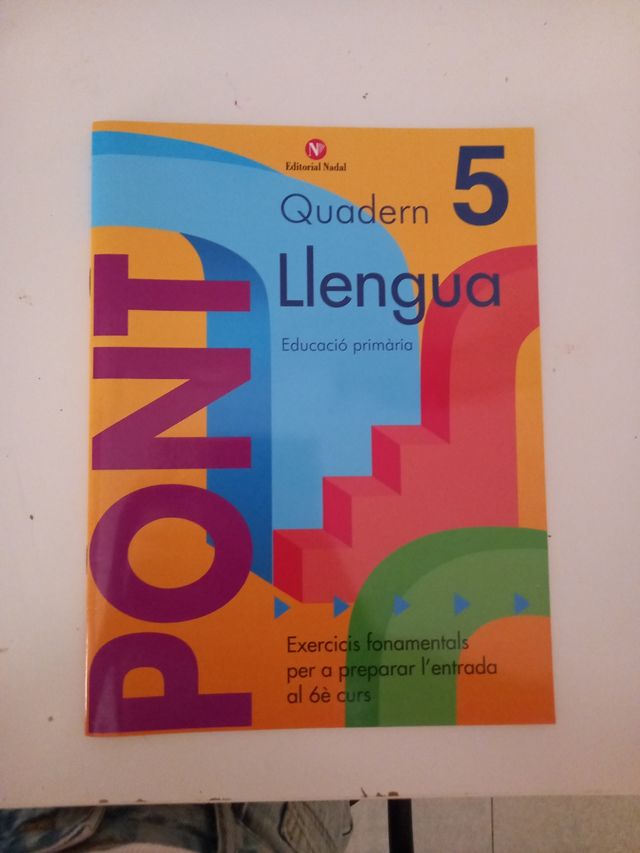 N
Editorial Nadal
Quadern 5
Llengua
Educació primària
PONT
Exercicis fonamentals
per a preparar l'entrada
al 6è curs